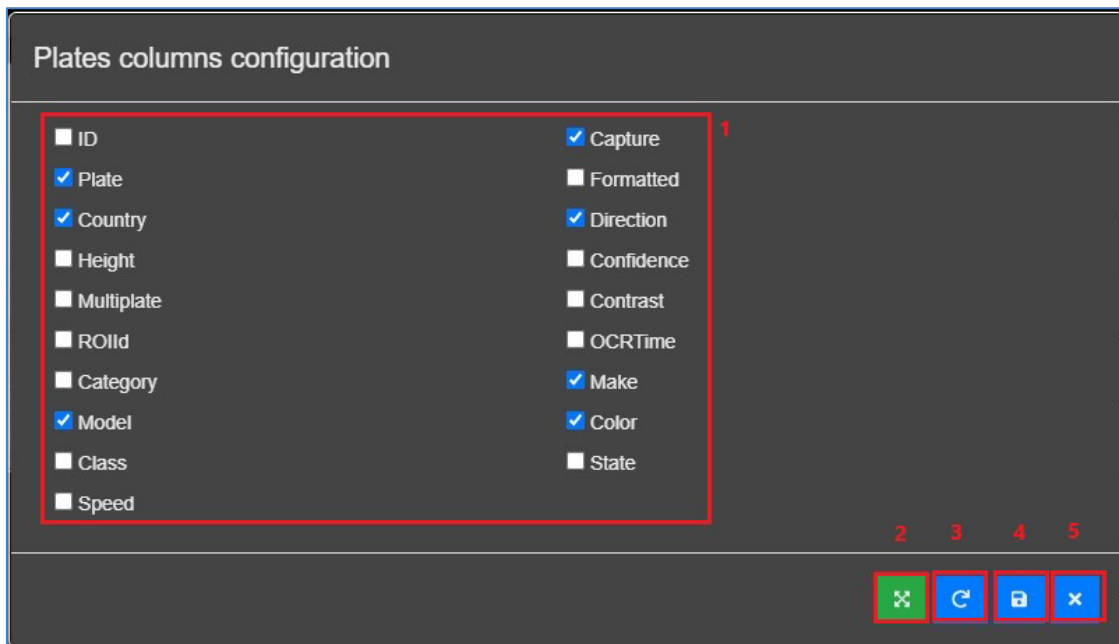 Plates columns configuration
ID
Plate
Country
Height
Multiplate
ROIId
Category
Model
Class
Speed
Capture
Formatted
Direction
Confidence
Contrast
OCRTime
Make
Color
State
1
2 3 4 5